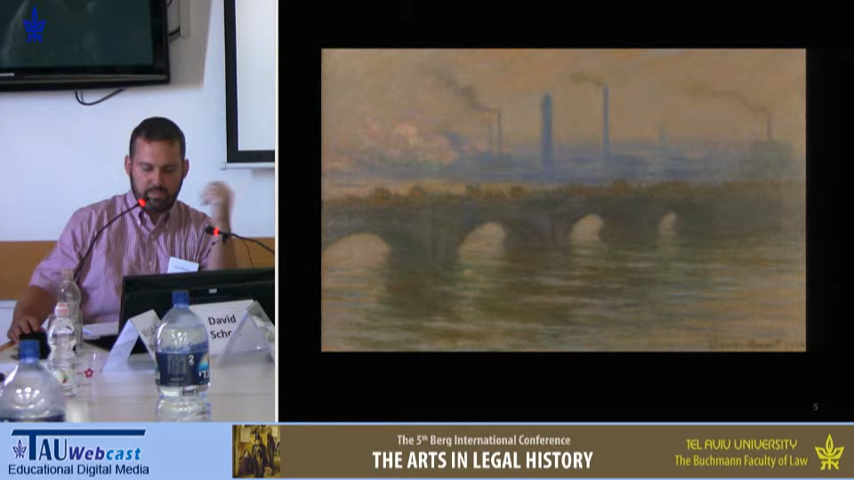 David
5
TAUWebcast
Educational Digital Media
The 5th Berg International Conference
THE ARTS IN LEGAL HISTORY
TEL AVIV UNIVERSITY
The Buchmann Faculty of Law